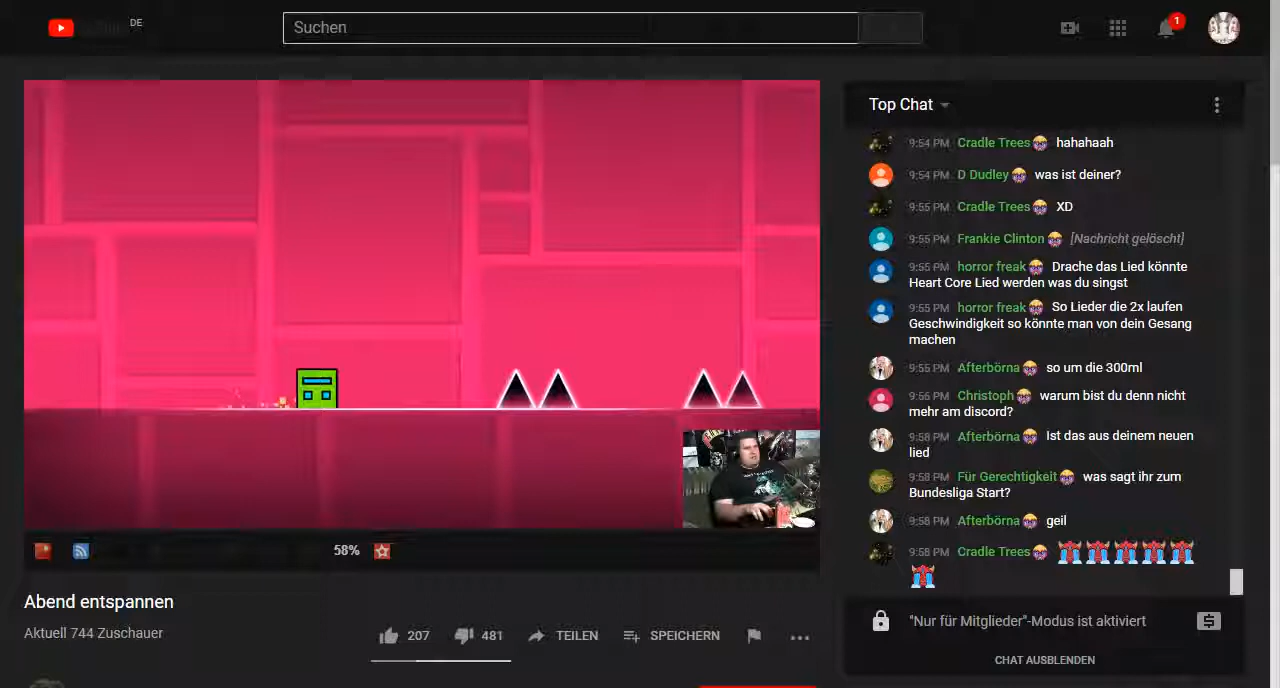 DE
Suchen
1
Top Chat
9:54 PM Cradle Trees hahahaah
9:54 PM D Dudley was ist deiner?
9:55 PM Cradle Trees XD
9:55 PM Frankie Clinton [Nachricht gelöscht]
9:55 PM horror freak Drache das Lied könnte
Heart Core Lied werden was du singst
9:55 PM horror freak So Lieder die 2x laufen
Geschwindigkeit so könnte man von dein Gesang
machen
9:55 PM Afterbörna so um die 300ml
9:56 PM Christoph warum bist du denn nicht
mehr am discord?
9:58 PM Afterbörna Ist das aus deinem neuen
lied
9:58 PM Für Gerechtigkeit was sagt ihr zum
Bundesliga Start?
9:58 PM Afterbörna geil
9:58 PM Cradle Trees
58%
Abend entspannen
Aktuell 744 Zuschauer
207 481 TEILEN SPEICHERN
"Nur für Mitglieder"-Modus ist aktiviert
CHAT AUSBLENDEN